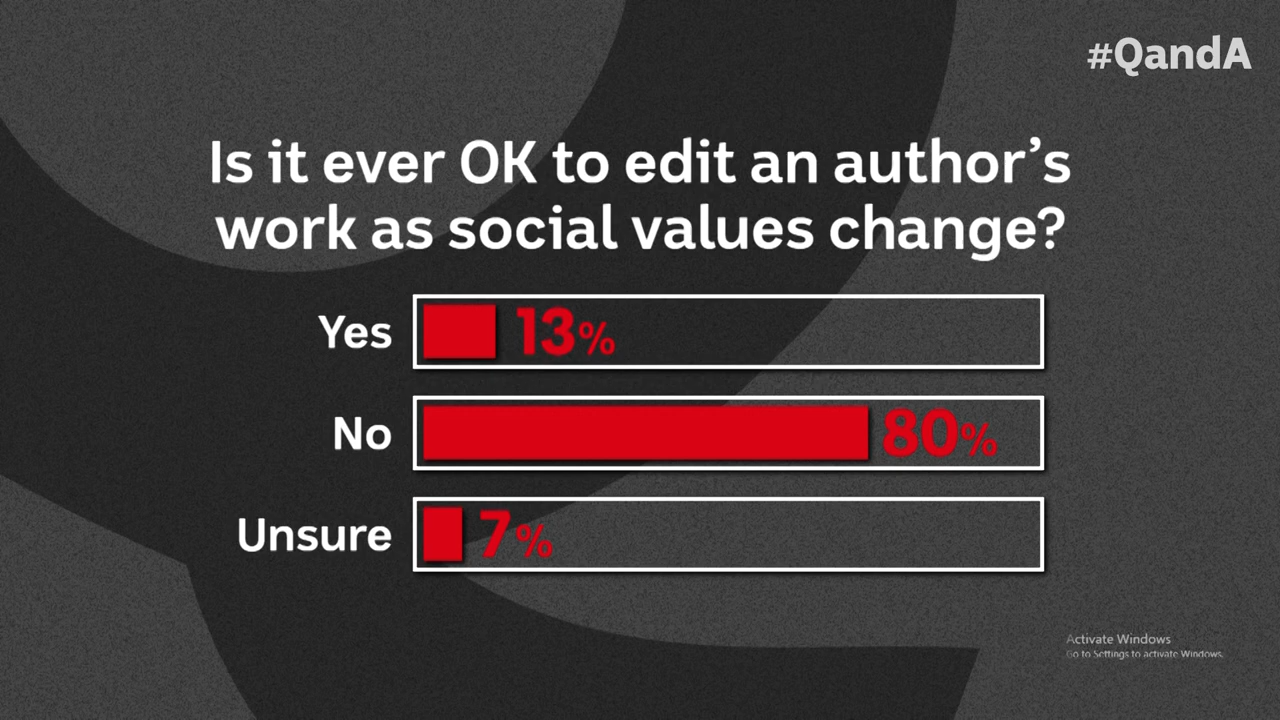 #QandA
Is it ever OK to edit an author’s
work as social values change?
Yes 13%
No 80%
Unsure 7%
Activate Windows
Go to Settings to activate Windows.